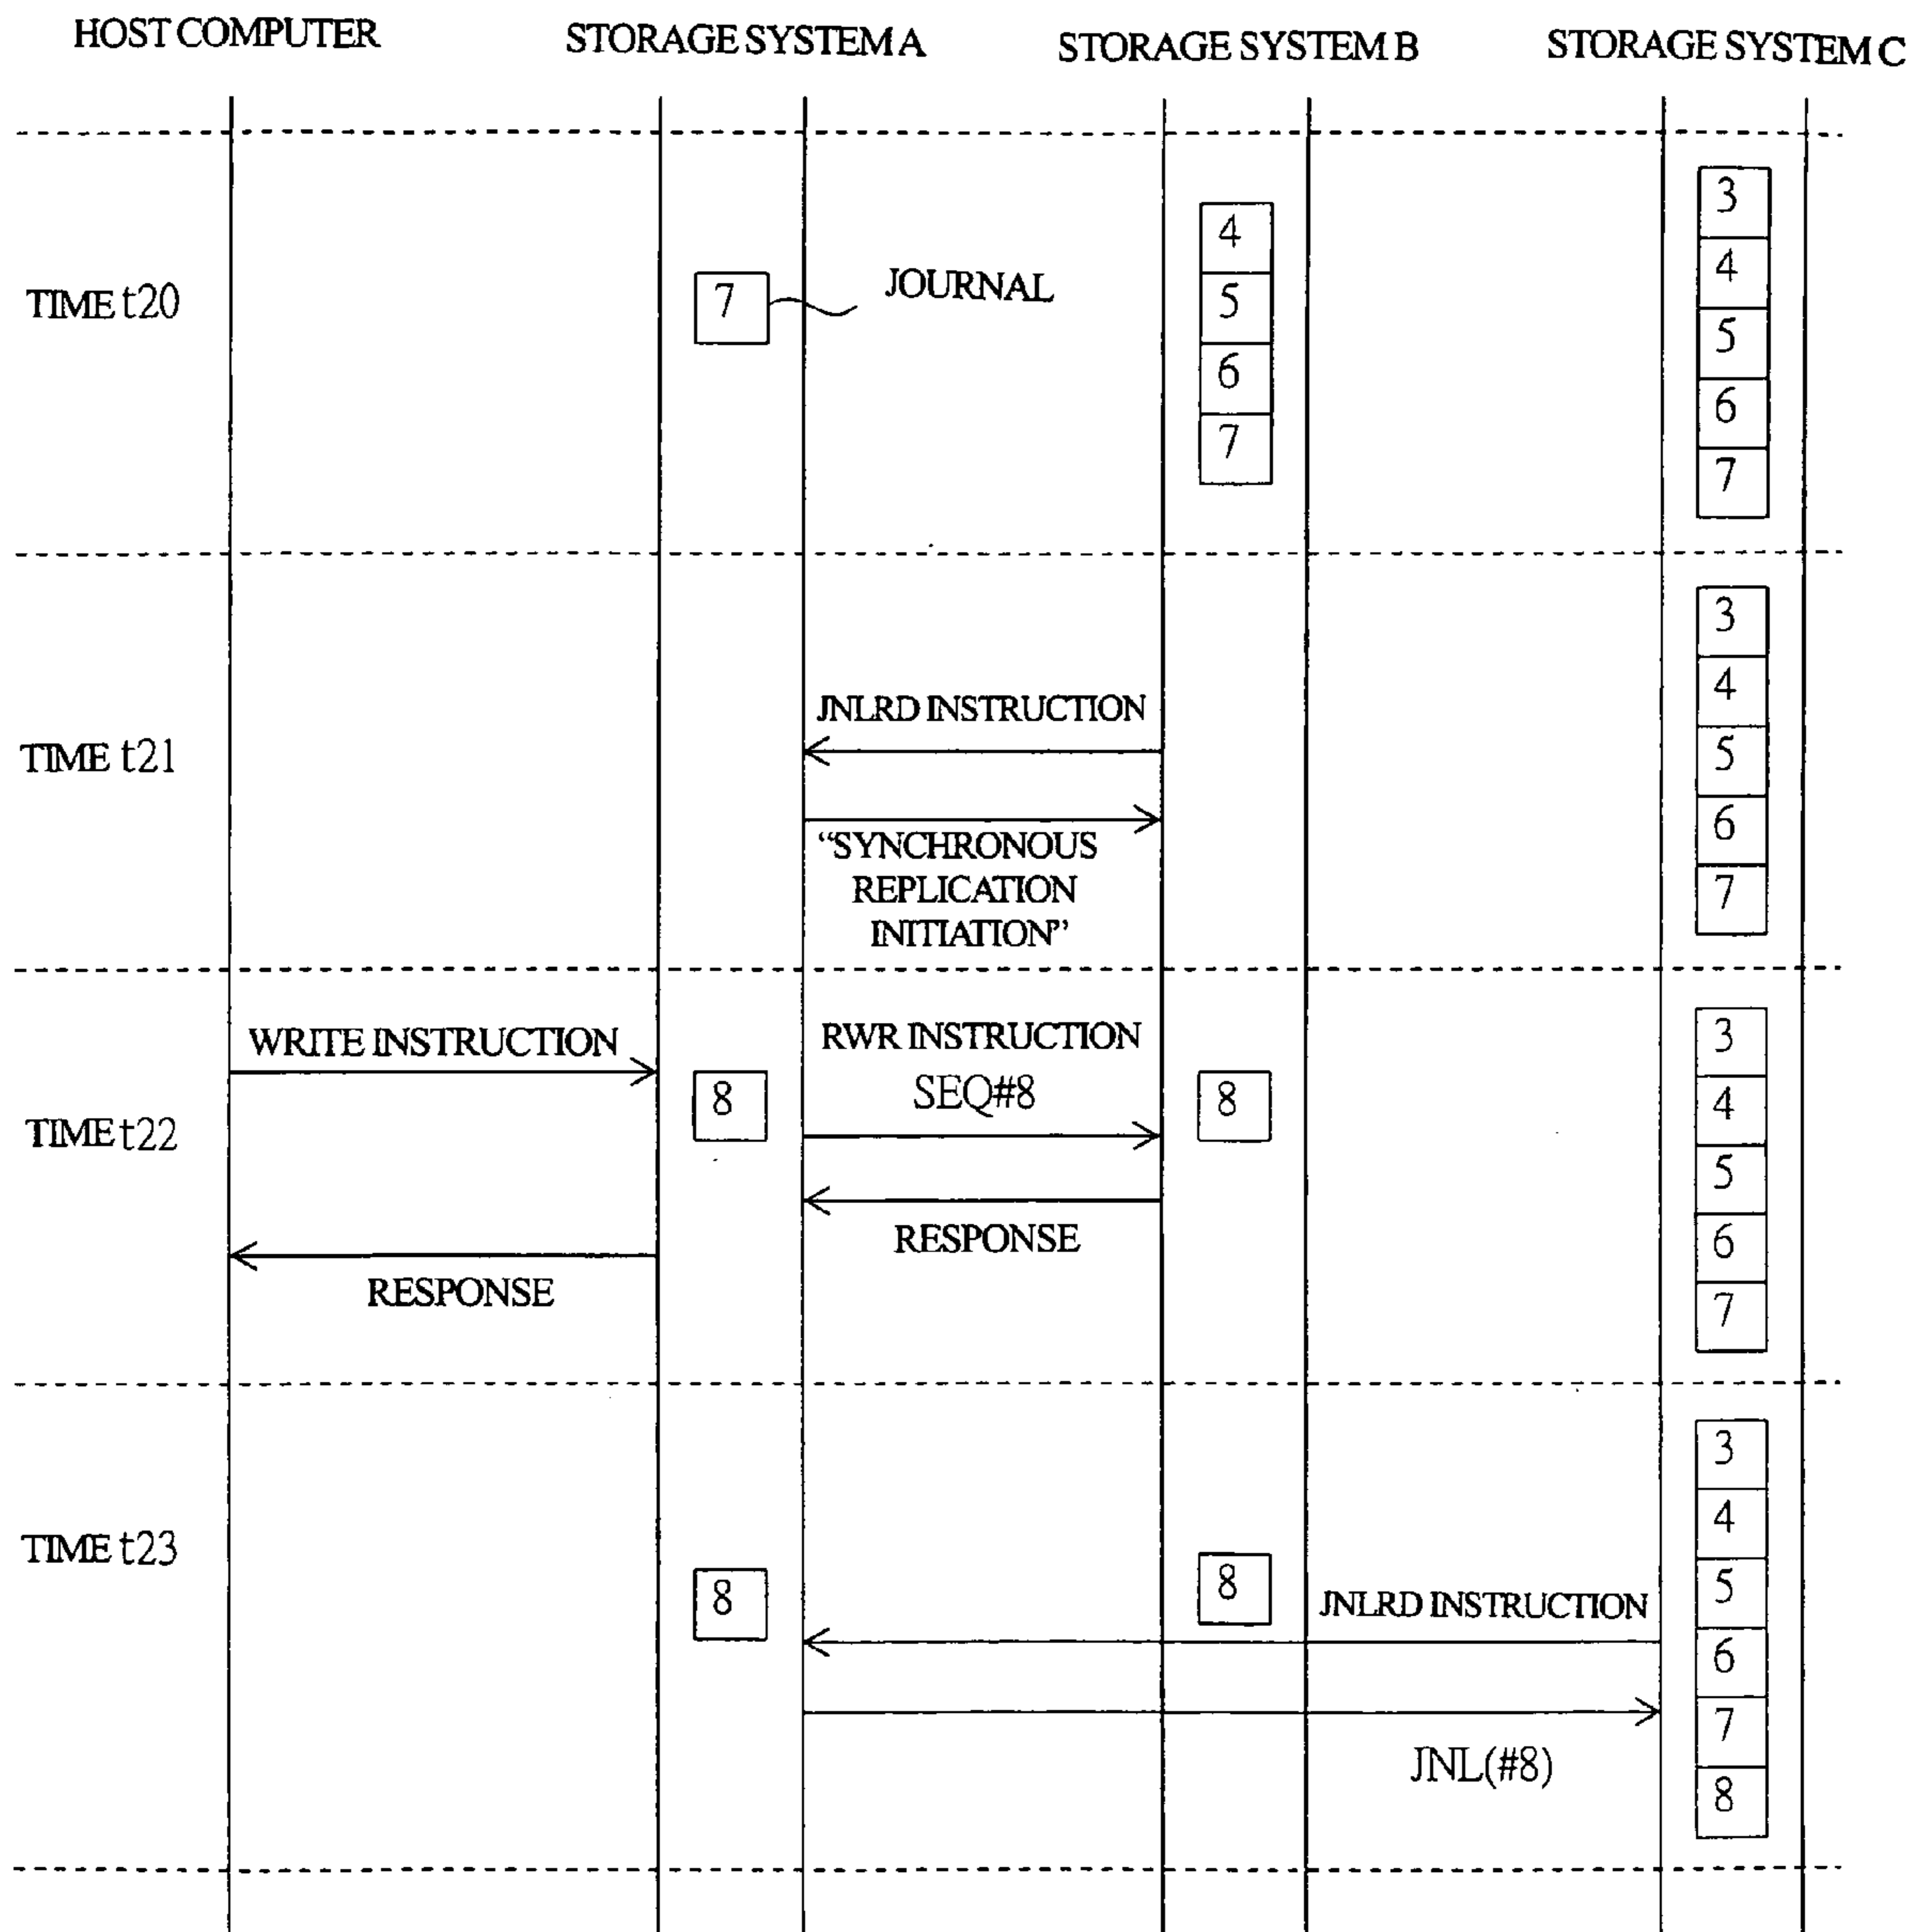 HOST COMPUTER
STORAGE SYSTEM A
STORAGE SYSTEM B
STORAGE SYSTEM C
TIME t20
7
JOURNAL
4
5
6
7
3
4
5
6
7
TIME t21
JNLRD INSTRUCTION
“SYNCHRONOUS
REPLICATION
INITIATION”
3
4
5
6
7
TIME t22
WRITE INSTRUCTION
8
RWR INSTRUCTION
SEQ#8
8
RESPONSE
RESPONSE
3
4
5
6
7
TIME t23
8
8
JNLRD INSTRUCTION
JNL(#8)
3
4
5
6
7
8